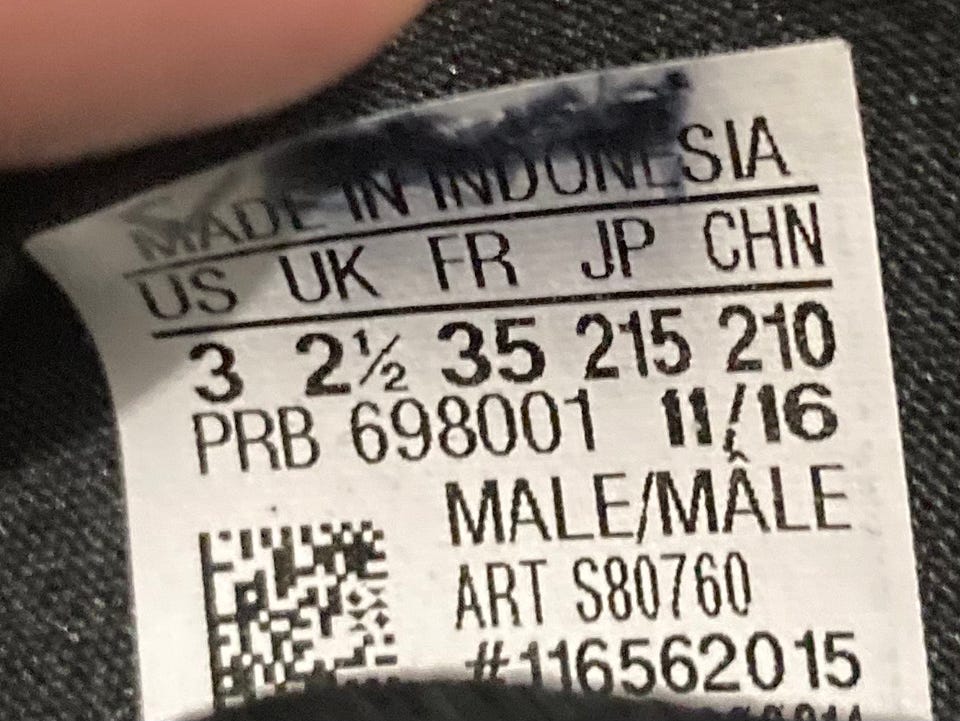 MADE IN INDONESIA
US UK FR JP CHN
3 2½ 35 215 210
PRB 698001 11/16
MALE/MÂLE
ART S80760
#116562015